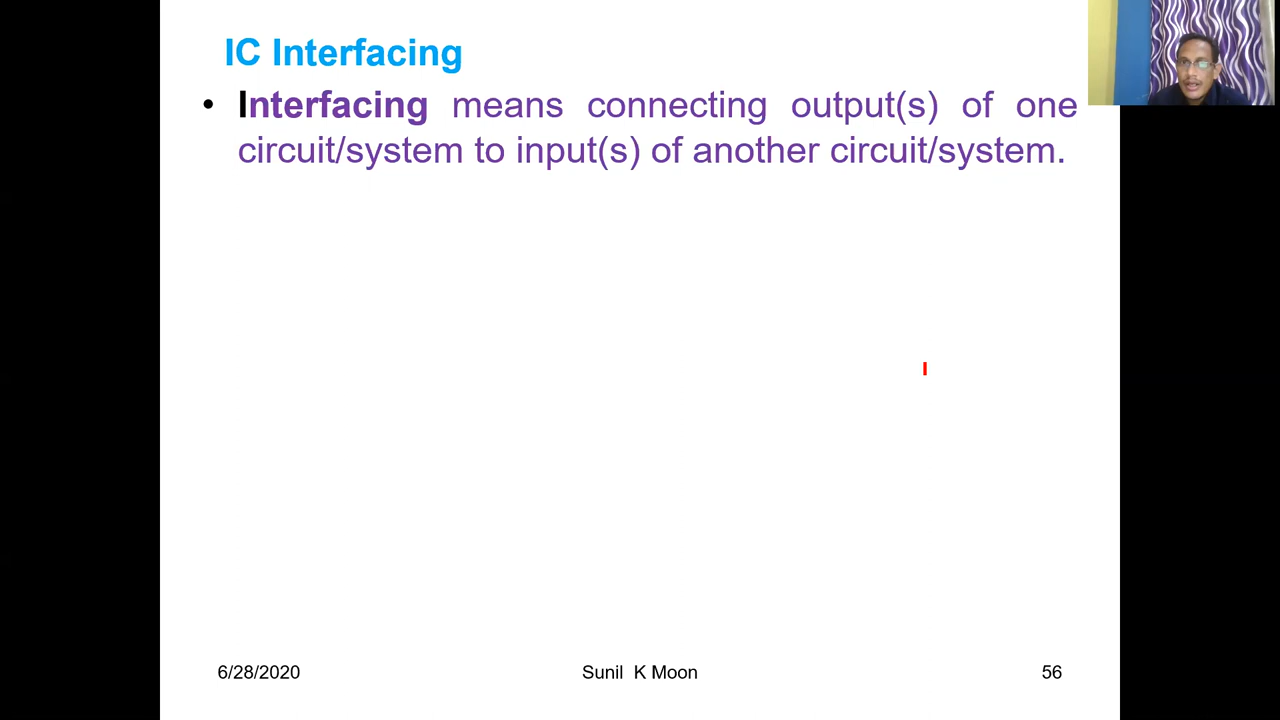 IC Interfacing
• Interfacing means connecting output(s) of one
circuit/system to input(s) of another circuit/system.
6/28/2020 Sunil K Moon 56